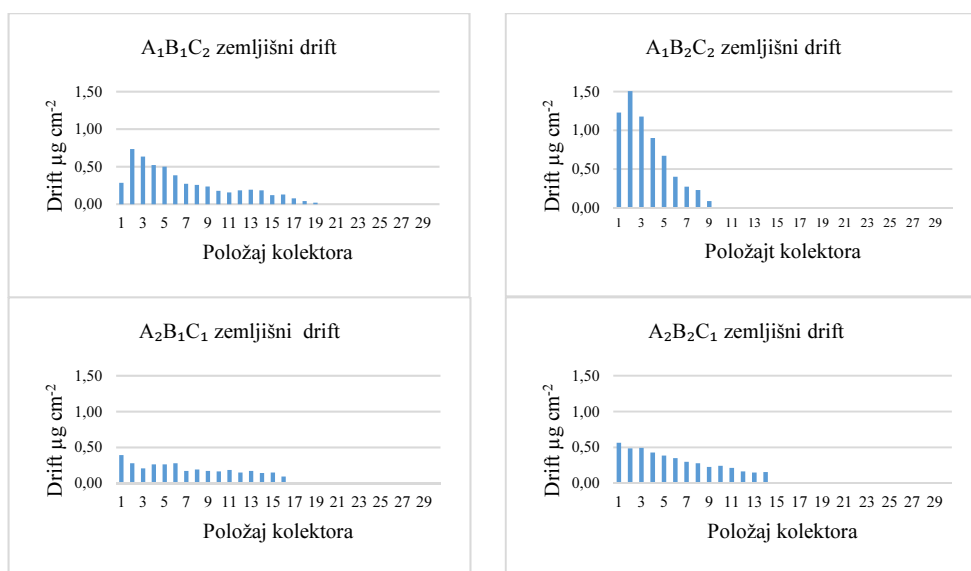 A₁B₁C₂ zemljišni drift
1,50
1,00
0,50
0,00
Drift µg cm⁻²
1 3 5 7 9 11 13 15 17 19 21 23 25 27 29
Položaj kolektora
A₁B₂C₂ zemljišni drift
1,50
1,00
0,50
0,00
Drift µg cm⁻²
1 3 5 7 9 11 13 15 17 19 21 23 25 27 29
Položajt kolektora
A₂B₁C₁ zemljišni drift
1,50
1,00
0,50
0,00
Drift µg cm⁻²
1 3 5 7 9 11 13 15 17 19 21 23 25 27 29
Položaj kolektora
A₂B₂C₁ zemljišni drift
1,50
1,00
0,50
0,00
Drift µg cm⁻²
1 3 5 7 9 11 13 15 17 19 21 23 25 27 29
Položaj kolektora